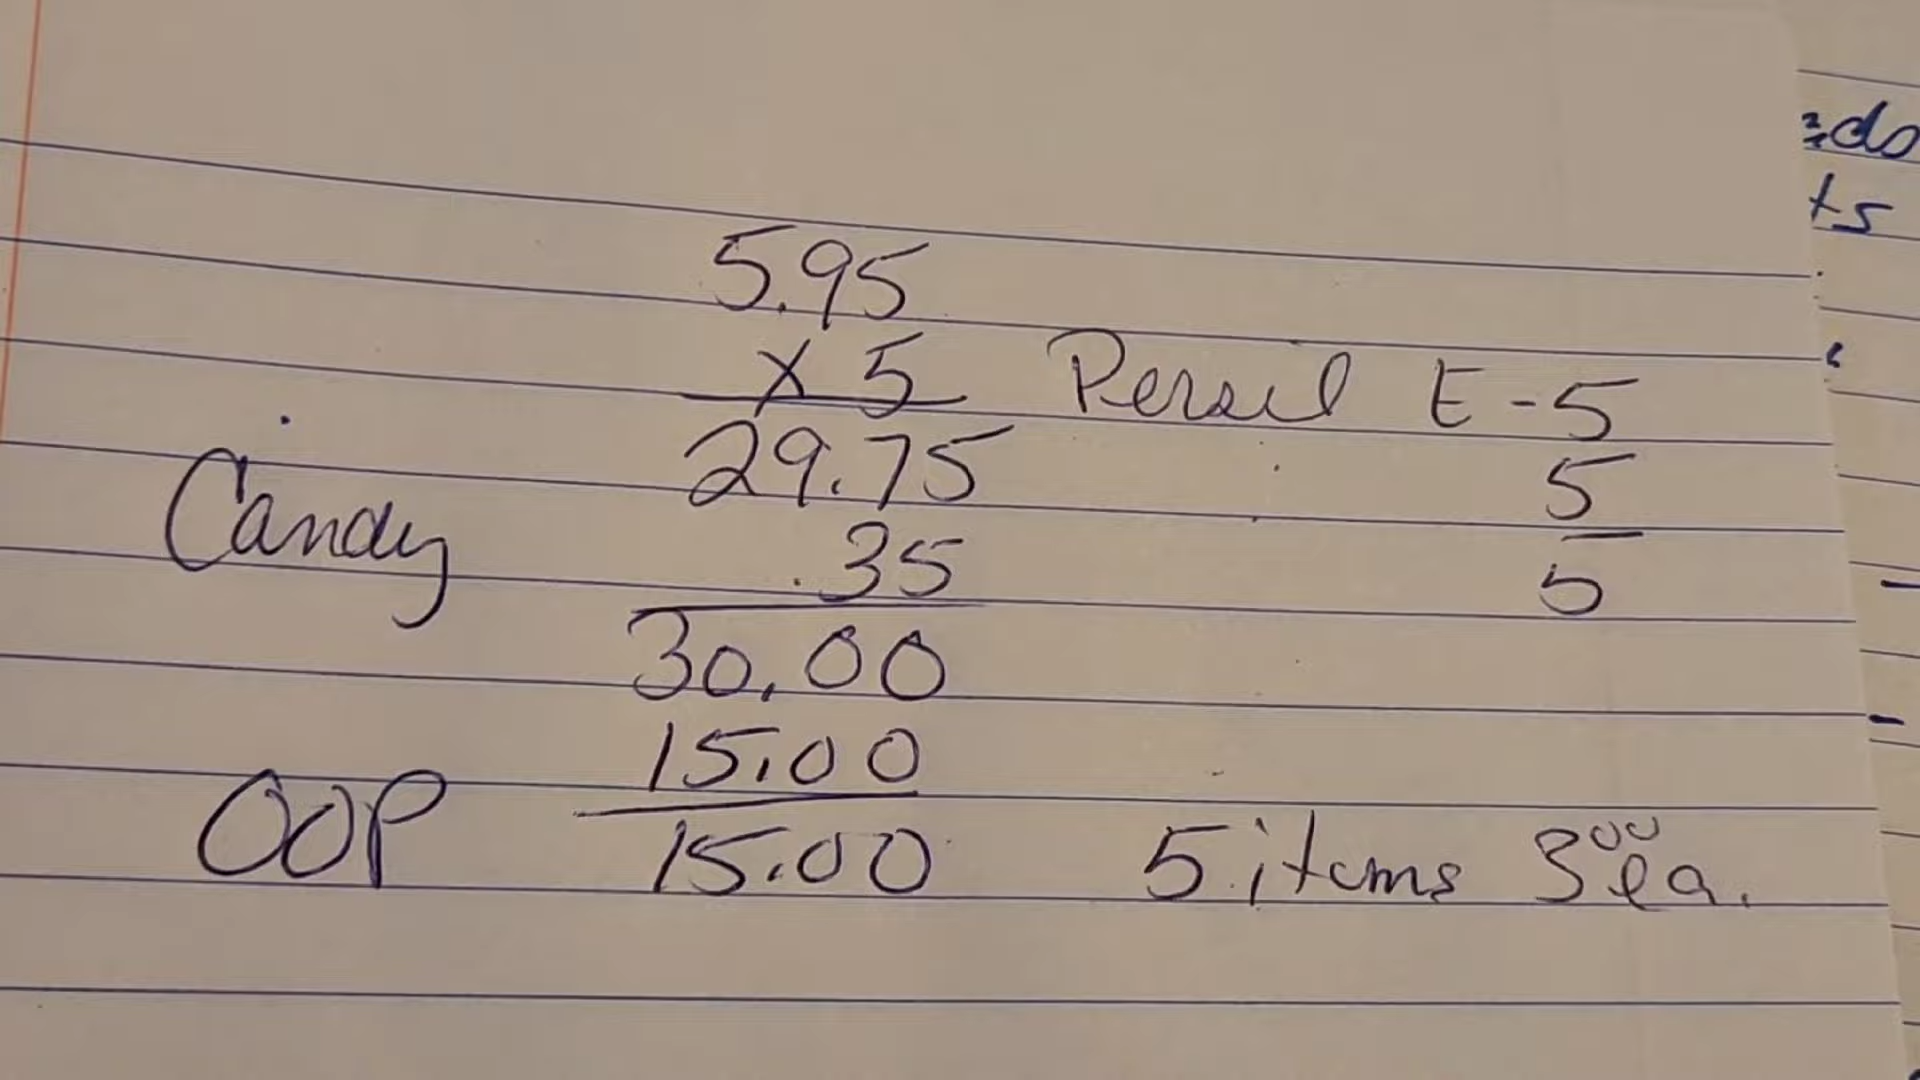 5.95
x 5 Persil E-5
29.75 5
Candy .35 5
30.00
15.00
OOP 15.00 5 items 3.00 ea.
ts